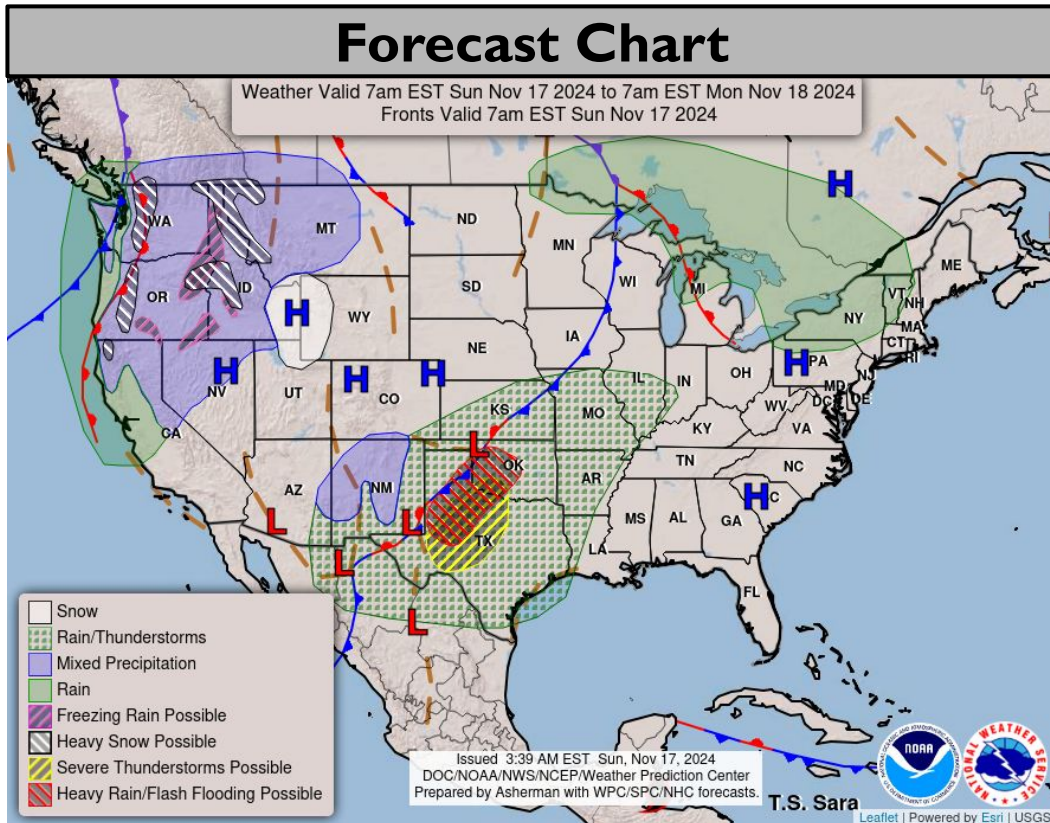 Forecast Chart
Weather Valid 7am EST Sun Nov 17 2024 to 7am EST Mon Nov 18 2024
Fronts Valid 7am EST Sun Nov 17 2024
H
WA
MT
ND
MN
ME
OR
ID
H
WY
SD
WI
MI
VT
NH
NY
MA
CT
RI
H
NV
H
H
NE
IA
H
PA
NJ
UT
CO
IL
IN
OH
MD
DE
DC
WV
VA
CA
KS
MO
KY
L
OK
TN
NC
AZ
NM
AR
H
C
L
L
TX
MS
AL
GA
LA
L
FL
L
Snow
Rain/Thunderstorms
Mixed Precipitation
Rain
Freezing Rain Possible
Heavy Snow Possible
Severe Thunderstorms Possible
Heavy Rain/Flash Flooding Possible
Issued 3:39 AM EST Sun, Nov 17, 2024
DOC/NOAA/NWS/NCEP/Weather Prediction Center
Prepared by Asherman with WPC/SPC/NHC forecasts.
T.S. Sara
NOAA
NATIONAL WEATHER SERVICE
Leaflet | Powered by Esri | USGS